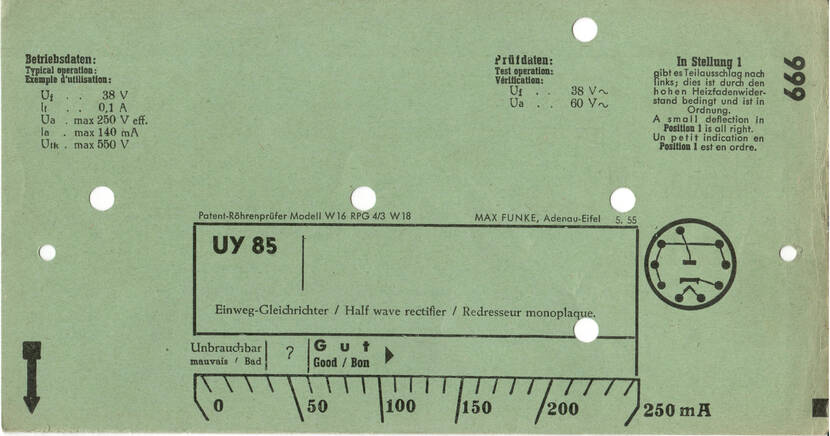 Betriebsdaten:
Typical operation:
Exemple d'utilisation:
Uf . . 38 V
If . . 0,1 A
Ua . max 250 V eff.
Ia . max 140 mA
Ufk . max 550 V
Prüfdaten:
Test operation:
Vérification:
Uf . . 38 V~
Ua . . 60 V~
In Stellung 1
gibt es Teilausschlag nach
links; dies ist durch den
hohen Heizfadenwider-
stand bedingt und ist in
Ordnung.
A small deflection in
Position 1 is all right.
Un petit indication en
Position 1 est en ordre.
666
Patent-Röhrenprüfer Modell W16 RPG 4/3 W18
MAX FUNKE, Adenau-Eifel
5. 55
UY 85
Einweg-Gleichrichter / Half wave rectifier / Redresseur monoplaque.
Unbrauchbar
mauvais / Bad
?
Gut
Good / Bon
0 50 100 150 200 250 mA